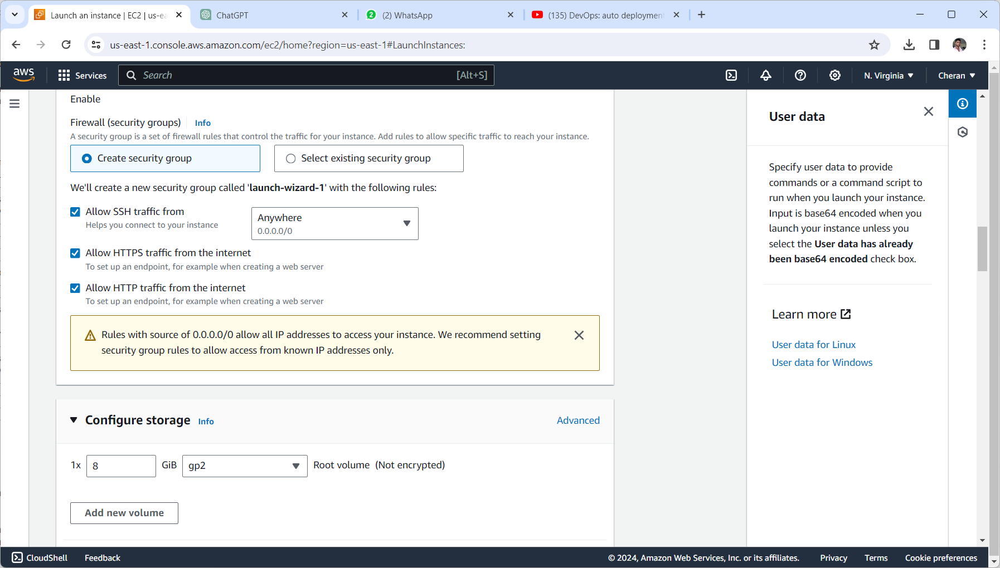 Launch an instance | EC2 | us-ea
ChatGPT
2 (2) WhatsApp
(135) DevOps: auto deployment
us-east-1.console.aws.amazon.com/ec2/home?region=us-east-1#LaunchInstances:
aws
Services
Search [Alt+S]
N. Virginia
Cheran
Enable
Firewall (security groups) Info
A security group is a set of firewall rules that control the traffic for your instance. Add rules to allow specific traffic to reach your instance.
Create security group
Select existing security group
We'll create a new security group called 'launch-wizard-1' with the following rules:
Allow SSH traffic from
Helps you connect to your instance
Anywhere
0.0.0.0/0
Allow HTTPS traffic from the internet
To set up an endpoint, for example when creating a web server
Allow HTTP traffic from the internet
To set up an endpoint, for example when creating a web server
Rules with source of 0.0.0.0/0 allow all IP addresses to access your instance. We recommend setting
security group rules to allow access from known IP addresses only.
Configure storage Info
Advanced
1x 8 GiB gp2 Root volume (Not encrypted)
Add new volume
User data
Specify user data to provide
commands or a command script to
run when you launch your instance.
Input is base64 encoded when you
launch your instance unless you
select the User data has already
been base64 encoded check box.
Learn more
User data for Linux
User data for Windows
CloudShell
Feedback
© 2024, Amazon Web Services, Inc. or its affiliates.
Privacy
Terms
Cookie preferences